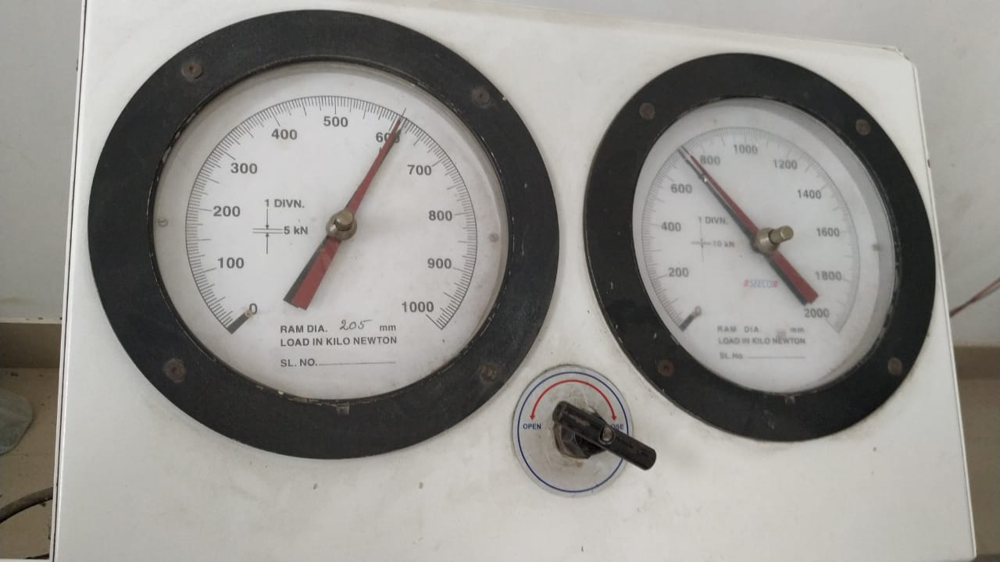 500
400
600
300
700
200
800
1 DIVN.
5 kN
100
900
0
1000
RAM DIA. 205 mm
LOAD IN KILO NEWTON
SL. NO.
1000
800
1200
600
1400
400
1 DIVN.
10 kN
1600
200
1800
SEECO
0
2000
RAM DIA. mm
LOAD IN KILO NEWTON
SL. No.
OPEN